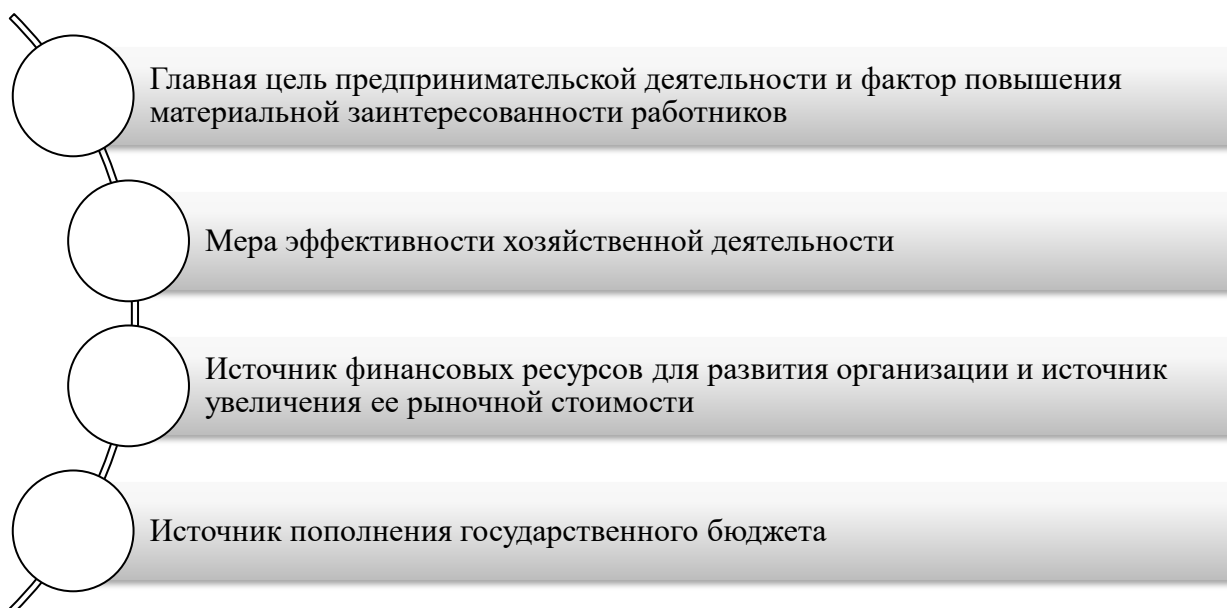 Главная цель предпринимательской деятельности и фактор повышения
материальной заинтересованности работников
Мера эффективности хозяйственной деятельности
Источник финансовых ресурсов для развития организации и источник
увеличения ее рыночной стоимости
Источник пополнения государственного бюджета